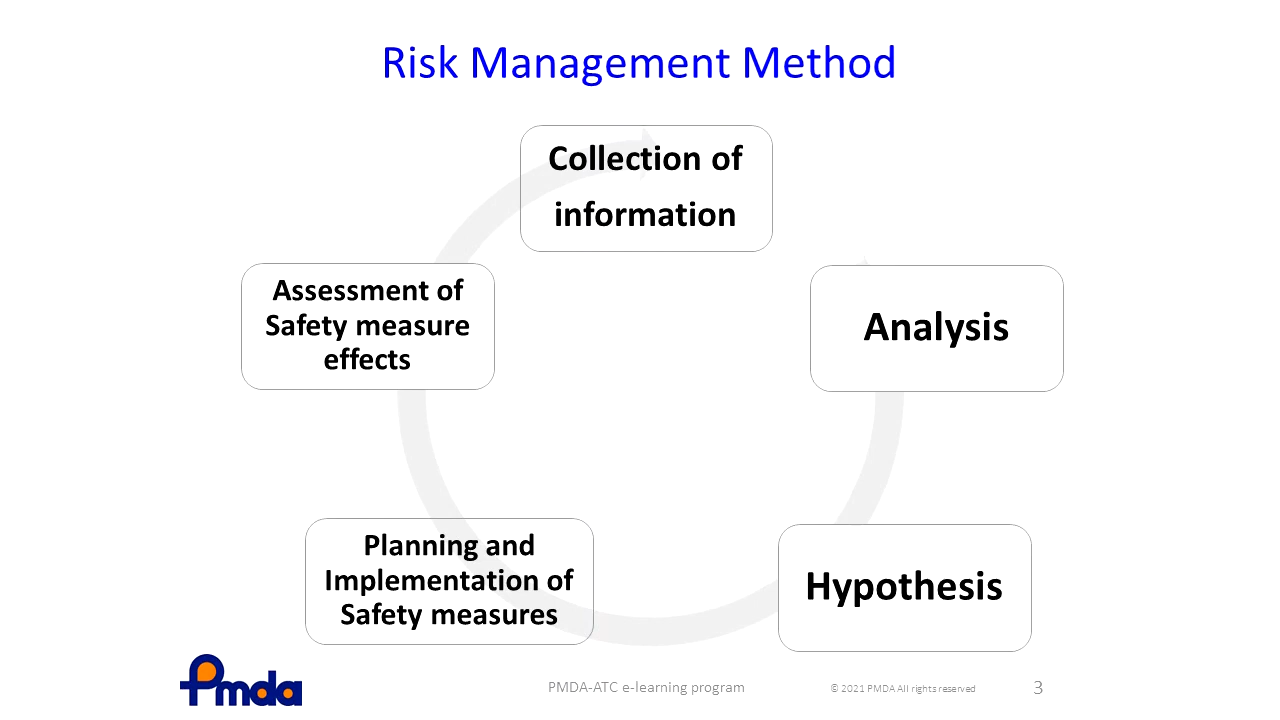 Risk Management Method
Collection of
information
Analysis
Hypothesis
Planning and
Implementation of
Safety measures
Assessment of
Safety measure
effects
Pmda
PMDA-ATC e-learning program
© 2021 PMDA All rights reserved
3